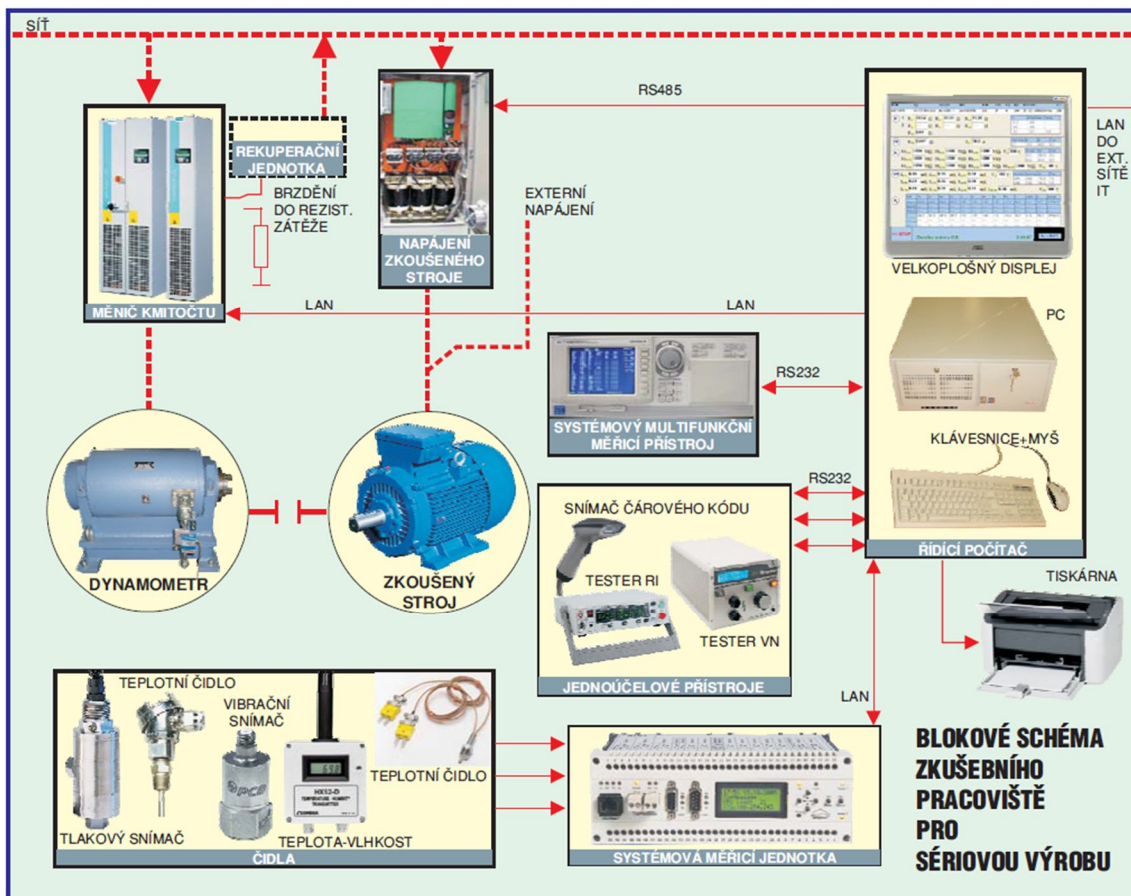 SÍŤ
RS485
LAN
DO
EXT.
SÍTĚ
IT
REKUPERAČNÍ
JEDNOTKA
BRZDĚNÍ
DO REZIST.
ZÁTĚŽE
EXTERNÍ
NAPÁJENÍ
NAPÁJENÍ
ZKOUŠENÉHO
STROJE
VELKOPLOŠNÝ DISPLEJ
MĚNIČ KMITOČTU
LAN
LAN
PC
RS232
SYSTÉMOVÝ MULTIFUNKČNÍ
MĚŘICÍ PŘÍSTROJ
KLÁVESNICE+MYŠ
RS232
SNÍMAČ ČÁROVÉHO KÓDU
ŘÍDÍCÍ POČÍTAČ
DYNAMOMETR
ZKOUŠENÝ
STROJ
TESTER RI
TESTER VN
TISKÁRNA
JEDNOÚČELOVÉ PŘÍSTROJE
LAN
TEPLOTNÍ ČIDLO
VIBRAČNÍ
SNÍMAČ
TEPLOTNÍ ČIDLO
HX52-D
PCB
TLAKOVÝ SNÍMAČ
TEPLOTA-VLHKOST
ČIDLA
SYSTÉMOVÁ MĚŘICÍ JEDNOTKA
BLOKOVÉ SCHÉMA
ZKUŠEBNÍHO
PRACOVIŠTĚ
PRO
SÉRIOVOU VÝROBU